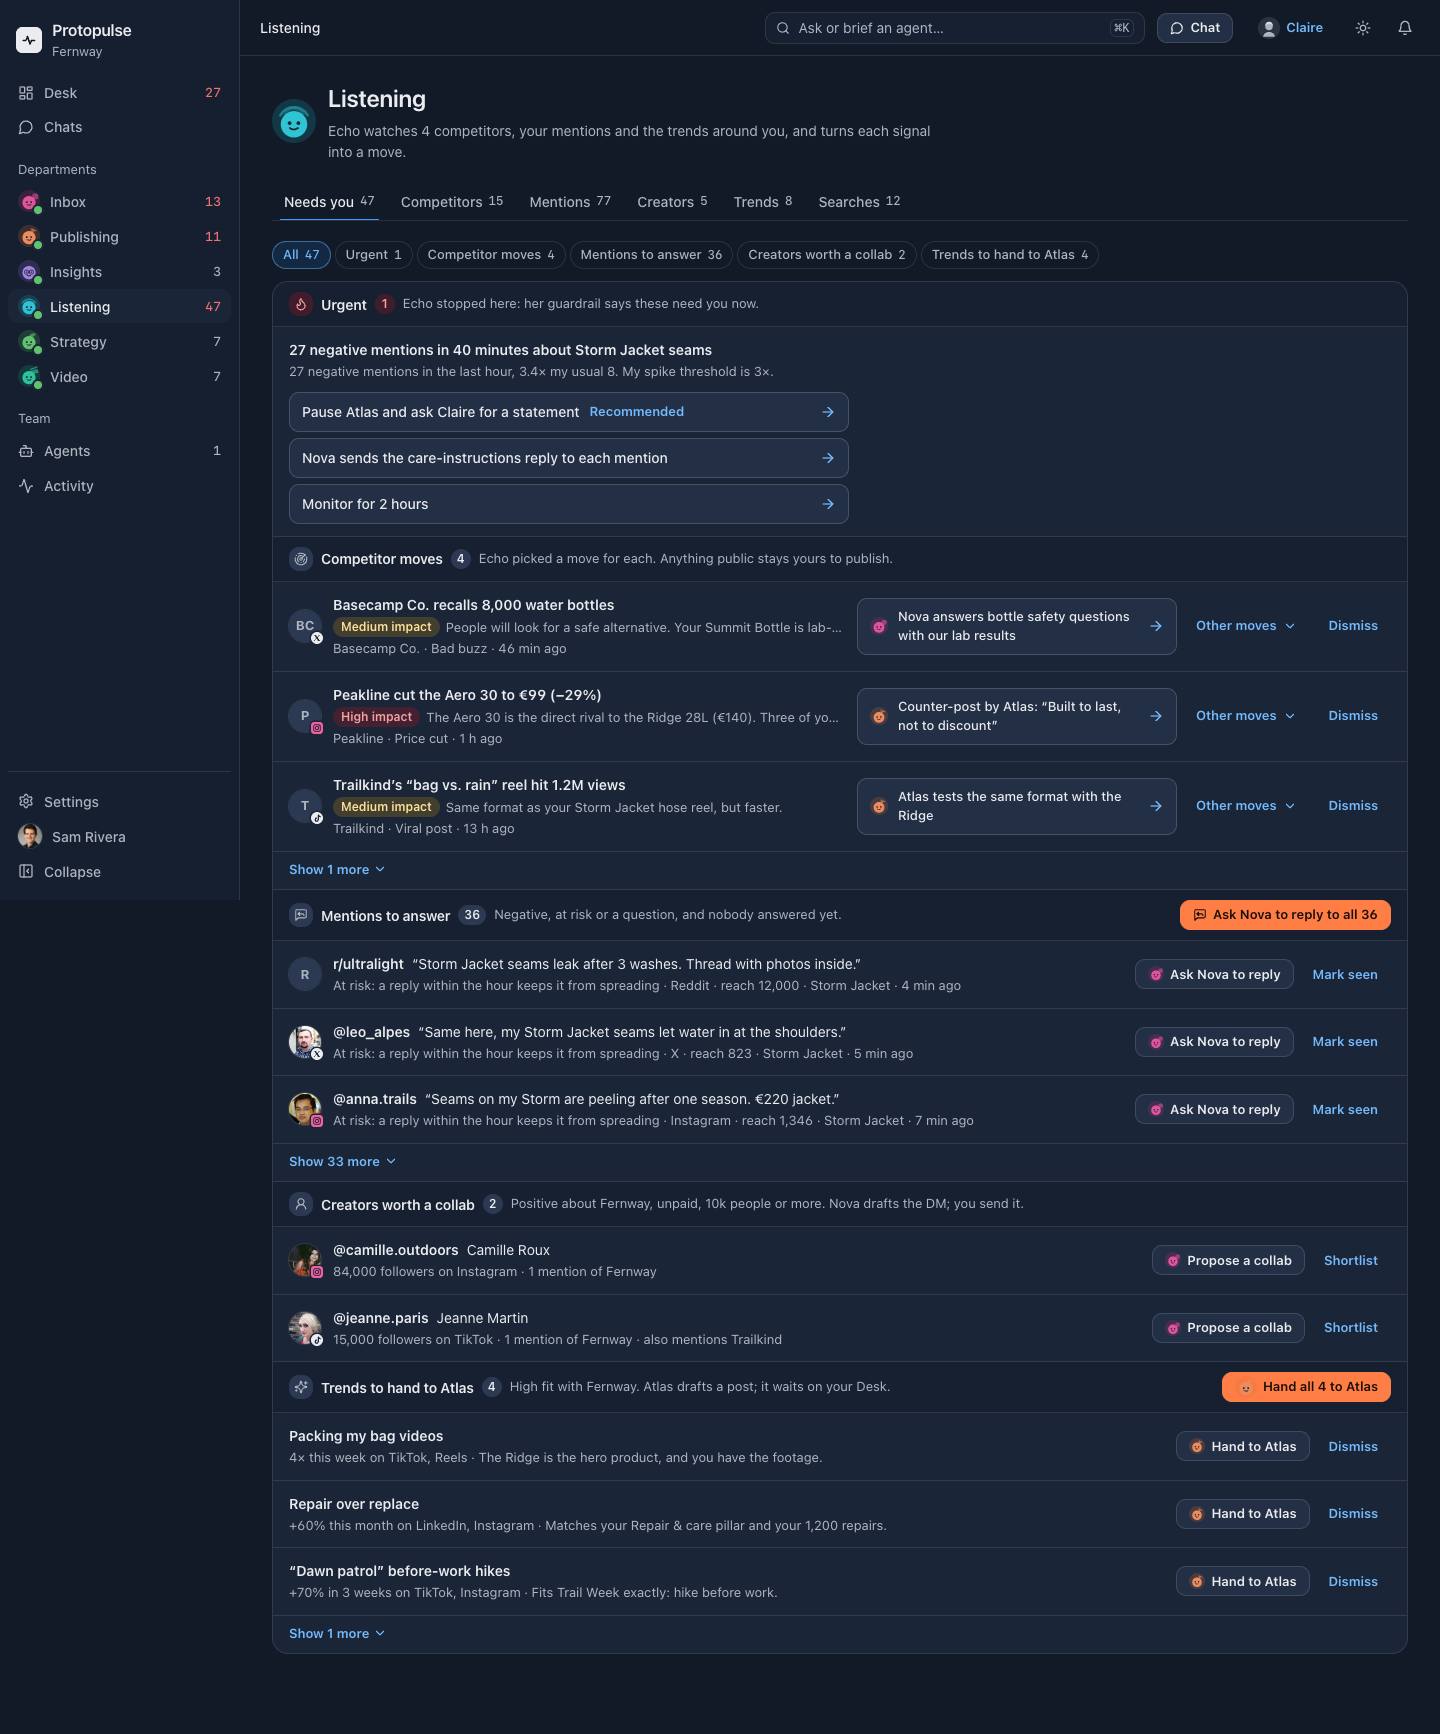 Protopulse
Fernway
Desk 27
Chats
Departments
Inbox 13
Publishing 11
Insights 3
Listening 47
Strategy 7
Video 7
Team
Agents 1
Activity
Settings
Sam Rivera
Collapse
Listening
Ask or brief an agent... ⌘K
Chat
Claire
Listening
Echo watches 4 competitors, your mentions and the trends around you, and turns each signal
into a move.
Needs you 47 Competitors 15 Mentions 77 Creators 5 Trends 8 Searches 12
All 47 Urgent 1 Competitor moves 4 Mentions to answer 36 Creators worth a collab 2 Trends to hand to Atlas 4
Urgent 1 Echo stopped here: her guardrail says these need you now.
27 negative mentions in 40 minutes about Storm Jacket seams
27 negative mentions in the last hour, 3.4× my usual 8. My spike threshold is 3×.
Pause Atlas and ask Claire for a statement Recommended
Nova sends the care-instructions reply to each mention
Monitor for 2 hours
Competitor moves 4 Echo picked a move for each. Anything public stays yours to publish.
BC
Basecamp Co. recalls 8,000 water bottles
Medium impact People will look for a safe alternative. Your Summit Bottle is lab-...
Basecamp Co. · Bad buzz · 46 min ago
Nova answers bottle safety questions
with our lab results
Other moves
Dismiss
P
Peakline cut the Aero 30 to €99 (−29%)
High impact The Aero 30 is the direct rival to the Ridge 28L (€140). Three of yo...
Peakline · Price cut · 1 h ago
Counter-post by Atlas: “Built to last,
not to discount”
Other moves
Dismiss
T
Trailkind’s “bag vs. rain” reel hit 1.2M views
Medium impact Same format as your Storm Jacket hose reel, but faster.
Trailkind · Viral post · 13 h ago
Atlas tests the same format with the
Ridge
Other moves
Dismiss
Show 1 more
Mentions to answer 36 Negative, at risk or a question, and nobody answered yet.
Ask Nova to reply to all 36
R
r/ultralight “Storm Jacket seams leak after 3 washes. Thread with photos inside.”
At risk: a reply within the hour keeps it from spreading · Reddit · reach 12,000 · Storm Jacket · 4 min ago
Ask Nova to reply
Mark seen
@leo_alpes “Same here, my Storm Jacket seams let water in at the shoulders.”
At risk: a reply within the hour keeps it from spreading · X · reach 823 · Storm Jacket · 5 min ago
Ask Nova to reply
Mark seen
@anna.trails “Seams on my Storm are peeling after one season. €220 jacket.”
At risk: a reply within the hour keeps it from spreading · Instagram · reach 1,346 · Storm Jacket · 7 min ago
Ask Nova to reply
Mark seen
Show 33 more
Creators worth a collab 2 Positive about Fernway, unpaid, 10k people or more. Nova drafts the DM; you send it.
@camille.outdoors Camille Roux
84,000 followers on Instagram · 1 mention of Fernway
Propose a collab
Shortlist
@jeanne.paris Jeanne Martin
15,000 followers on TikTok · 1 mention of Fernway · also mentions Trailkind
Propose a collab
Shortlist
Trends to hand to Atlas 4 High fit with Fernway. Atlas drafts a post; it waits on your Desk.
Hand all 4 to Atlas
Packing my bag videos
4× this week on TikTok, Reels · The Ridge is the hero product, and you have the footage.
Hand to Atlas
Dismiss
Repair over replace
+60% this month on LinkedIn, Instagram · Matches your Repair & care pillar and your 1,200 repairs.
Hand to Atlas
Dismiss
“Dawn patrol” before-work hikes
+70% in 3 weeks on TikTok, Instagram · Fits Trail Week exactly: hike before work.
Hand to Atlas
Dismiss
Show 1 more